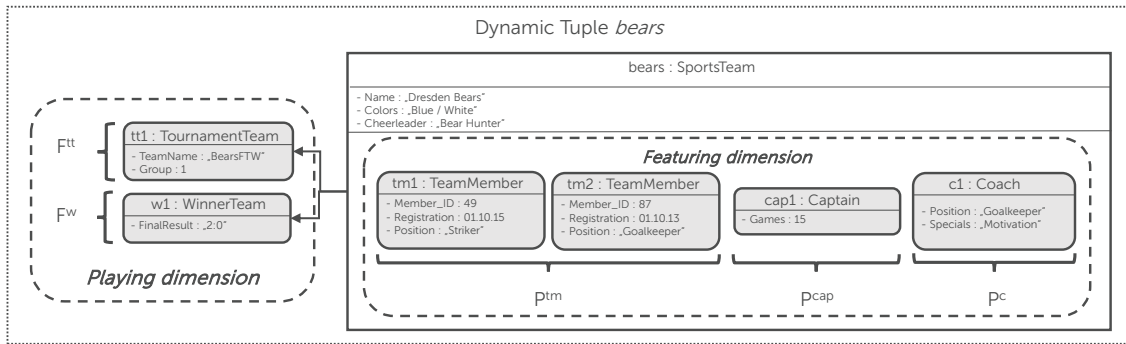 Dynamic Tuple bears
bears : SportsTeam
- Name : „Dresden Bears“
- Colors : „Blue / White“
- Cheerleader : „Bear Hunter“
Ftt
tt1 : TournamentTeam
- TeamName : „BearsFTW“
- Group : 1
Fw
w1 : WinnerTeam
- FinalResult : „2:0“
Playing dimension
Featuring dimension
tm1 : TeamMember
- Member_ID : 49
- Registration : 01.10.15
- Position : „Striker“
tm2 : TeamMember
- Member_ID : 87
- Registration : 01.10.13
- Position : „Goalkeeper“
cap1 : Captain
- Games : 15
c1 : Coach
- Position : „Goalkeeper“
- Specials : „Motivation“
Ptm
Pcap
Pc